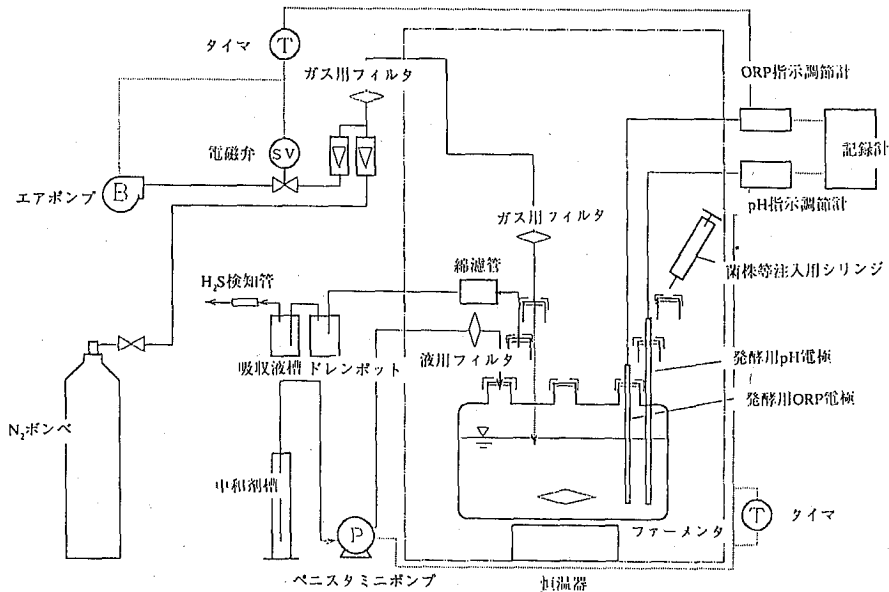 タイマ
T
ガス用フィルタ
ORP指示調節計
電磁弁
SV
記録計
エアポンプ
B
pH指示調節計
ガス用フィルタ
菌株等注入用シリンジ
綿濾管
H₂S検知管
液用フィルタ
吸収液槽
ドレンポット
発酵用pH電極
発酵用ORP電極
N₂ボンベ
中和剤槽
T
タイマ
ファーメンタ
P
ペニスタミニポンプ
恒温器